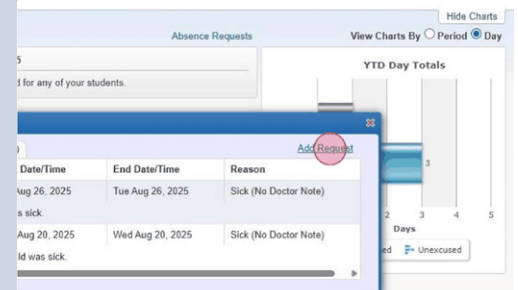 Hide Charts
Absence Requests
View Charts By Period Day
YTD Day Totals
for any of your students.
Add Request
Date/Time End Date/Time Reason
Aug 26, 2025 Tue Aug 26, 2025 Sick (No Doctor Note)
s sick.
Aug 20, 2025 Wed Aug 20, 2025 Sick (No Doctor Note)
ld was sick.
3
2 3 4 5
Days
ed Unexcused